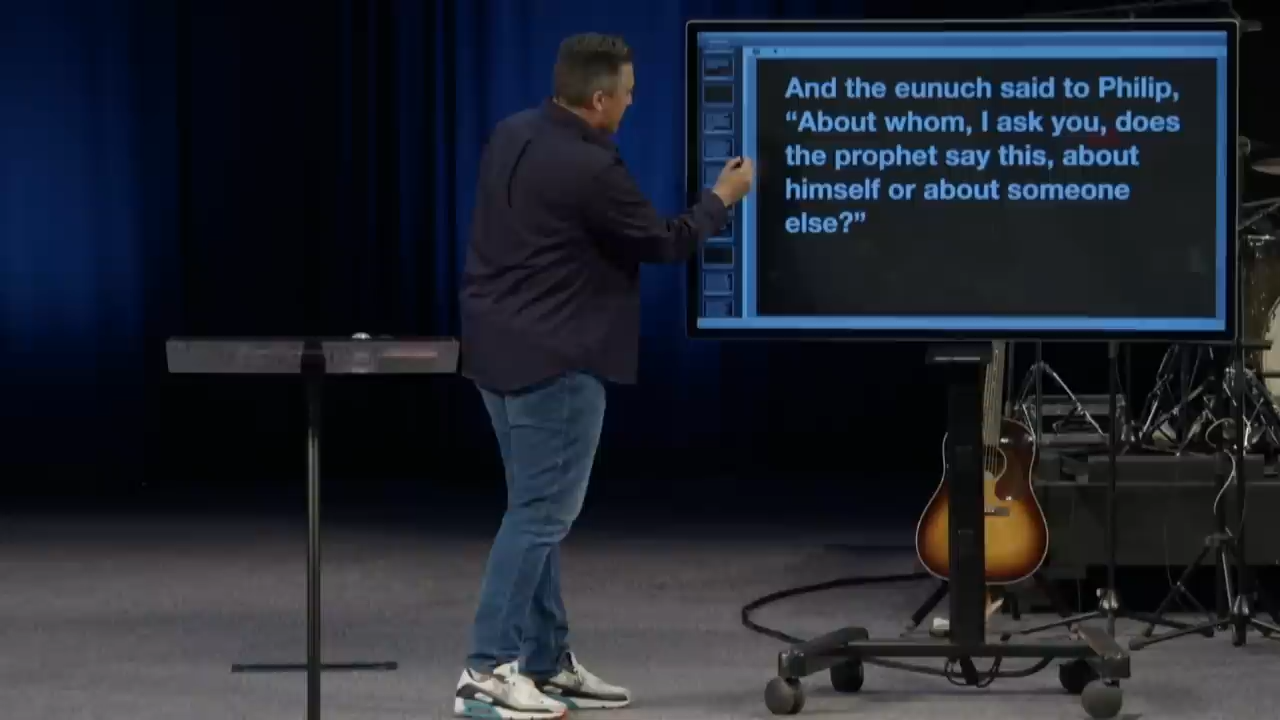 And the eunuch said to Philip,
“About whom, I ask you, does
the prophet say this, about
himself or about someone
else?”